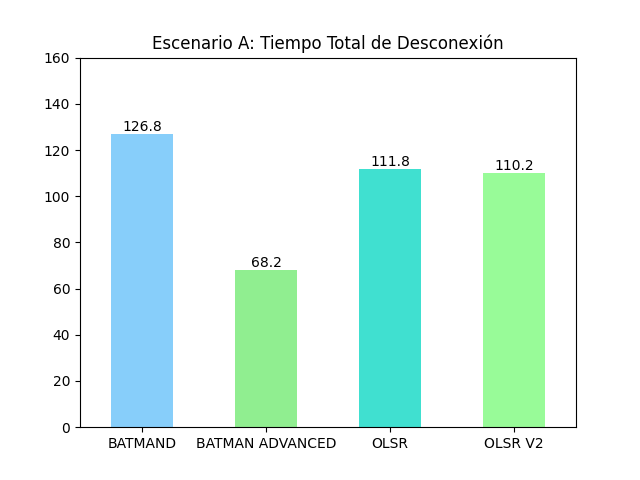 Escenario A: Tiempo Total de Desconexión
160
140
120
100
80
60
40
20
0
126.8
68.2
111.8
110.2
BATMAND
BATMAN ADVANCED
OLSR
OLSR V2